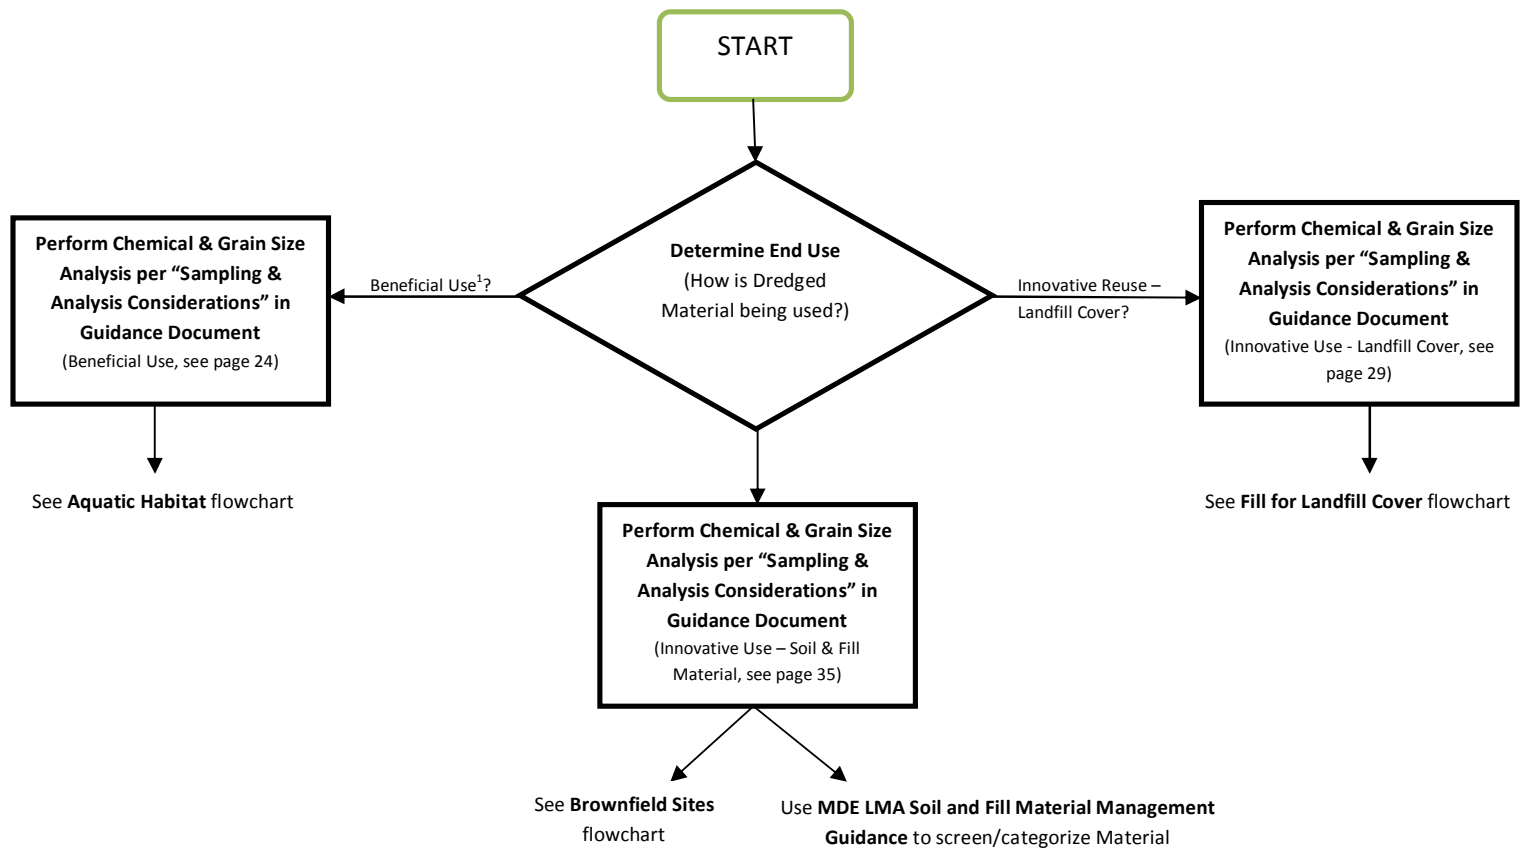 START
Determine End Use
(How is Dredged
Material being used?)
Beneficial Use1?
Perform Chemical & Grain Size
Analysis per “Sampling &
Analysis Considerations” in
Guidance Document
(Beneficial Use, see page 24)
See Aquatic Habitat flowchart
Innovative Reuse –
Landfill Cover?
Perform Chemical & Grain Size
Analysis per “Sampling &
Analysis Considerations” in
Guidance Document
(Innovative Use - Landfill Cover, see
page 29)
See Fill for Landfill Cover flowchart
Perform Chemical & Grain Size
Analysis per “Sampling &
Analysis Considerations” in
Guidance Document
(Innovative Use – Soil & Fill
Material, see page 35)
See Brownfield Sites
flowchart
Use MDE LMA Soil and Fill Material Management
Guidance to screen/categorize Material